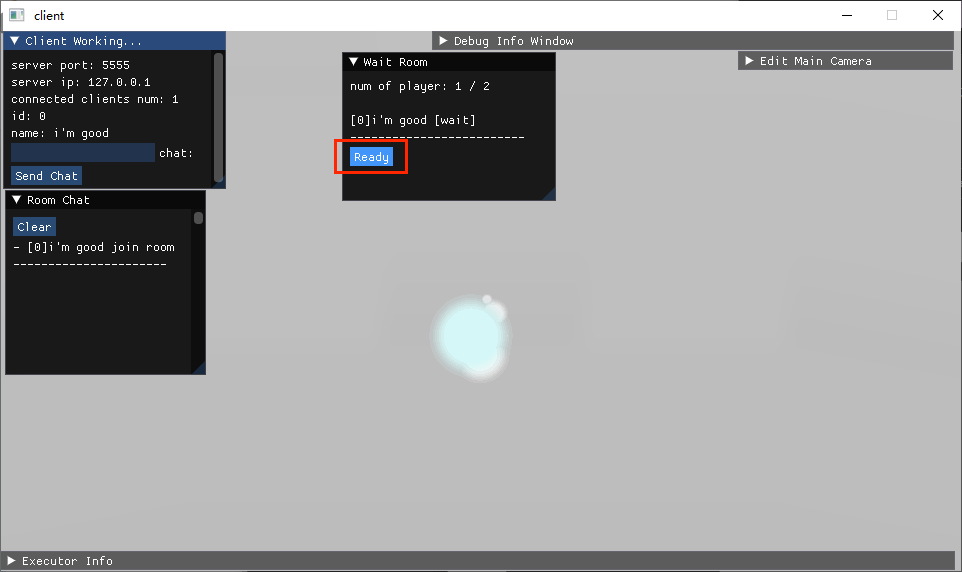 client
Client Working...
server port: 5555
server ip: 127.0.0.1
connected clients num: 1
id: 0
name: i'm good
chat:
Send Chat
Room Chat
Clear
- [0]i'm good join room
----------------------
Wait Room
num of player: 1 / 2
[0]i'm good [wait]
-------------------------
Ready
Debug Info Window
Edit Main Camera
Executor Info